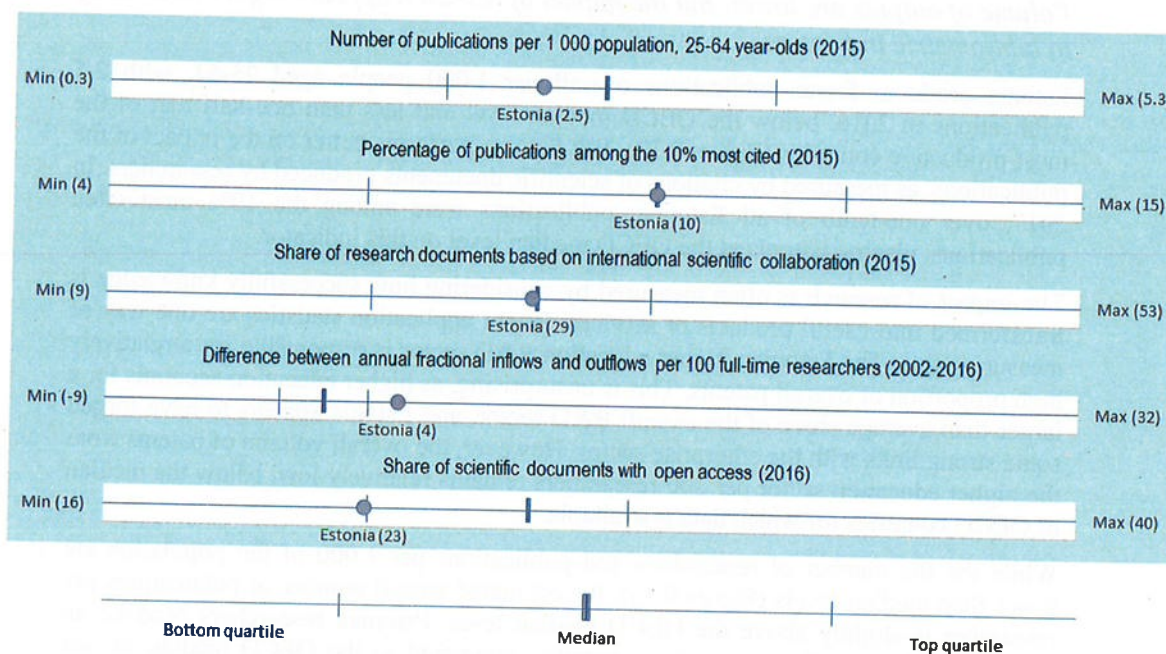 Number of publications per 1 000 population, 25-64 year-olds (2015)
Min (0.3)
Max (5.3
Estonia (2.5)
Percentage of publications among the 10% most cited (2015)
Min (4)
Max (15)
Estonia (10)
Share of research documents based on international scientific collaboration (2015)
Min (9)
Max (53)
Estonia (29)
Difference between annual fractional inflows and outflows per 100 full-time researchers (2002-2016)
Min (-9)
Max (32)
Estonia (4)
Share of scientific documents with open access (2016)
Min (16)
Max (40)
Estonia (23)
Bottom quartile
Median
Top quartile